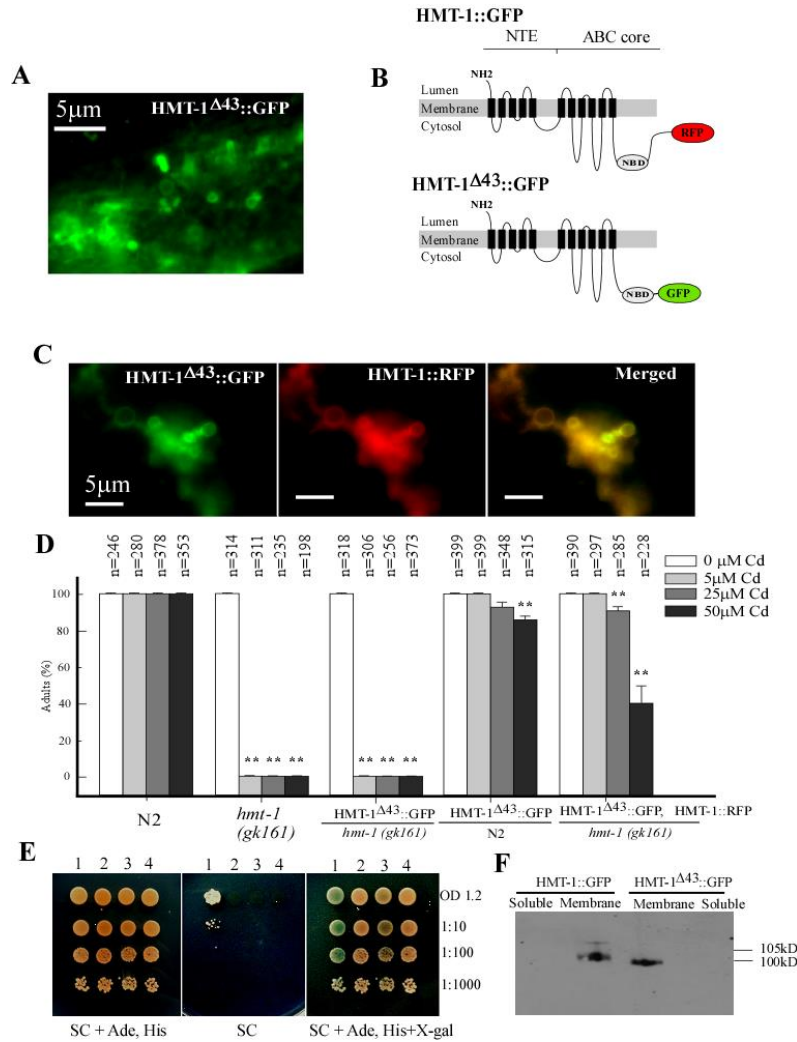 HMT-1::GFP
NTE ABC core
A
5µm HMT-1Δ43::GFP
B
NH2
Lumen
Membrane
Cytosol
NBD
RFP
HMT-1Δ43::GFP
NH2
Lumen
Membrane
Cytosol
NBD
GFP
C
HMT-1Δ43::GFP
5µm
HMT-1::RFP
Merged
D
n=246 n=280 n=378 n=353 n=314 n=311 n=235 n=198 n=318 n=306 n=256 n=373 n=399 n=399 n=348 n=315 n=390 n=297 n=285 n=228
0 µM Cd
5µM Cd
25µM Cd
50µM Cd
Adults (%)
100
80
60
40
20
0
** ** ** ** ** ** ** ** **
N2
hmt-1
(gk161)
HMT-1Δ43::GFP
hmt-1 (gk161)
HMT-1Δ43::GFP
N2
HMT-1Δ43::GFP, HMT-1::RFP
hmt-1 (gk161)
E
1 2 3 4 1 2 3 4 1 2 3 4
OD 1.2
1:10
1:100
1:1000
SC + Ade, His SC SC + Ade, His+X-gal
F
HMT-1::GFP HMT-1Δ43::GFP
Soluble Membrane Membrane Soluble
105kD
100kD